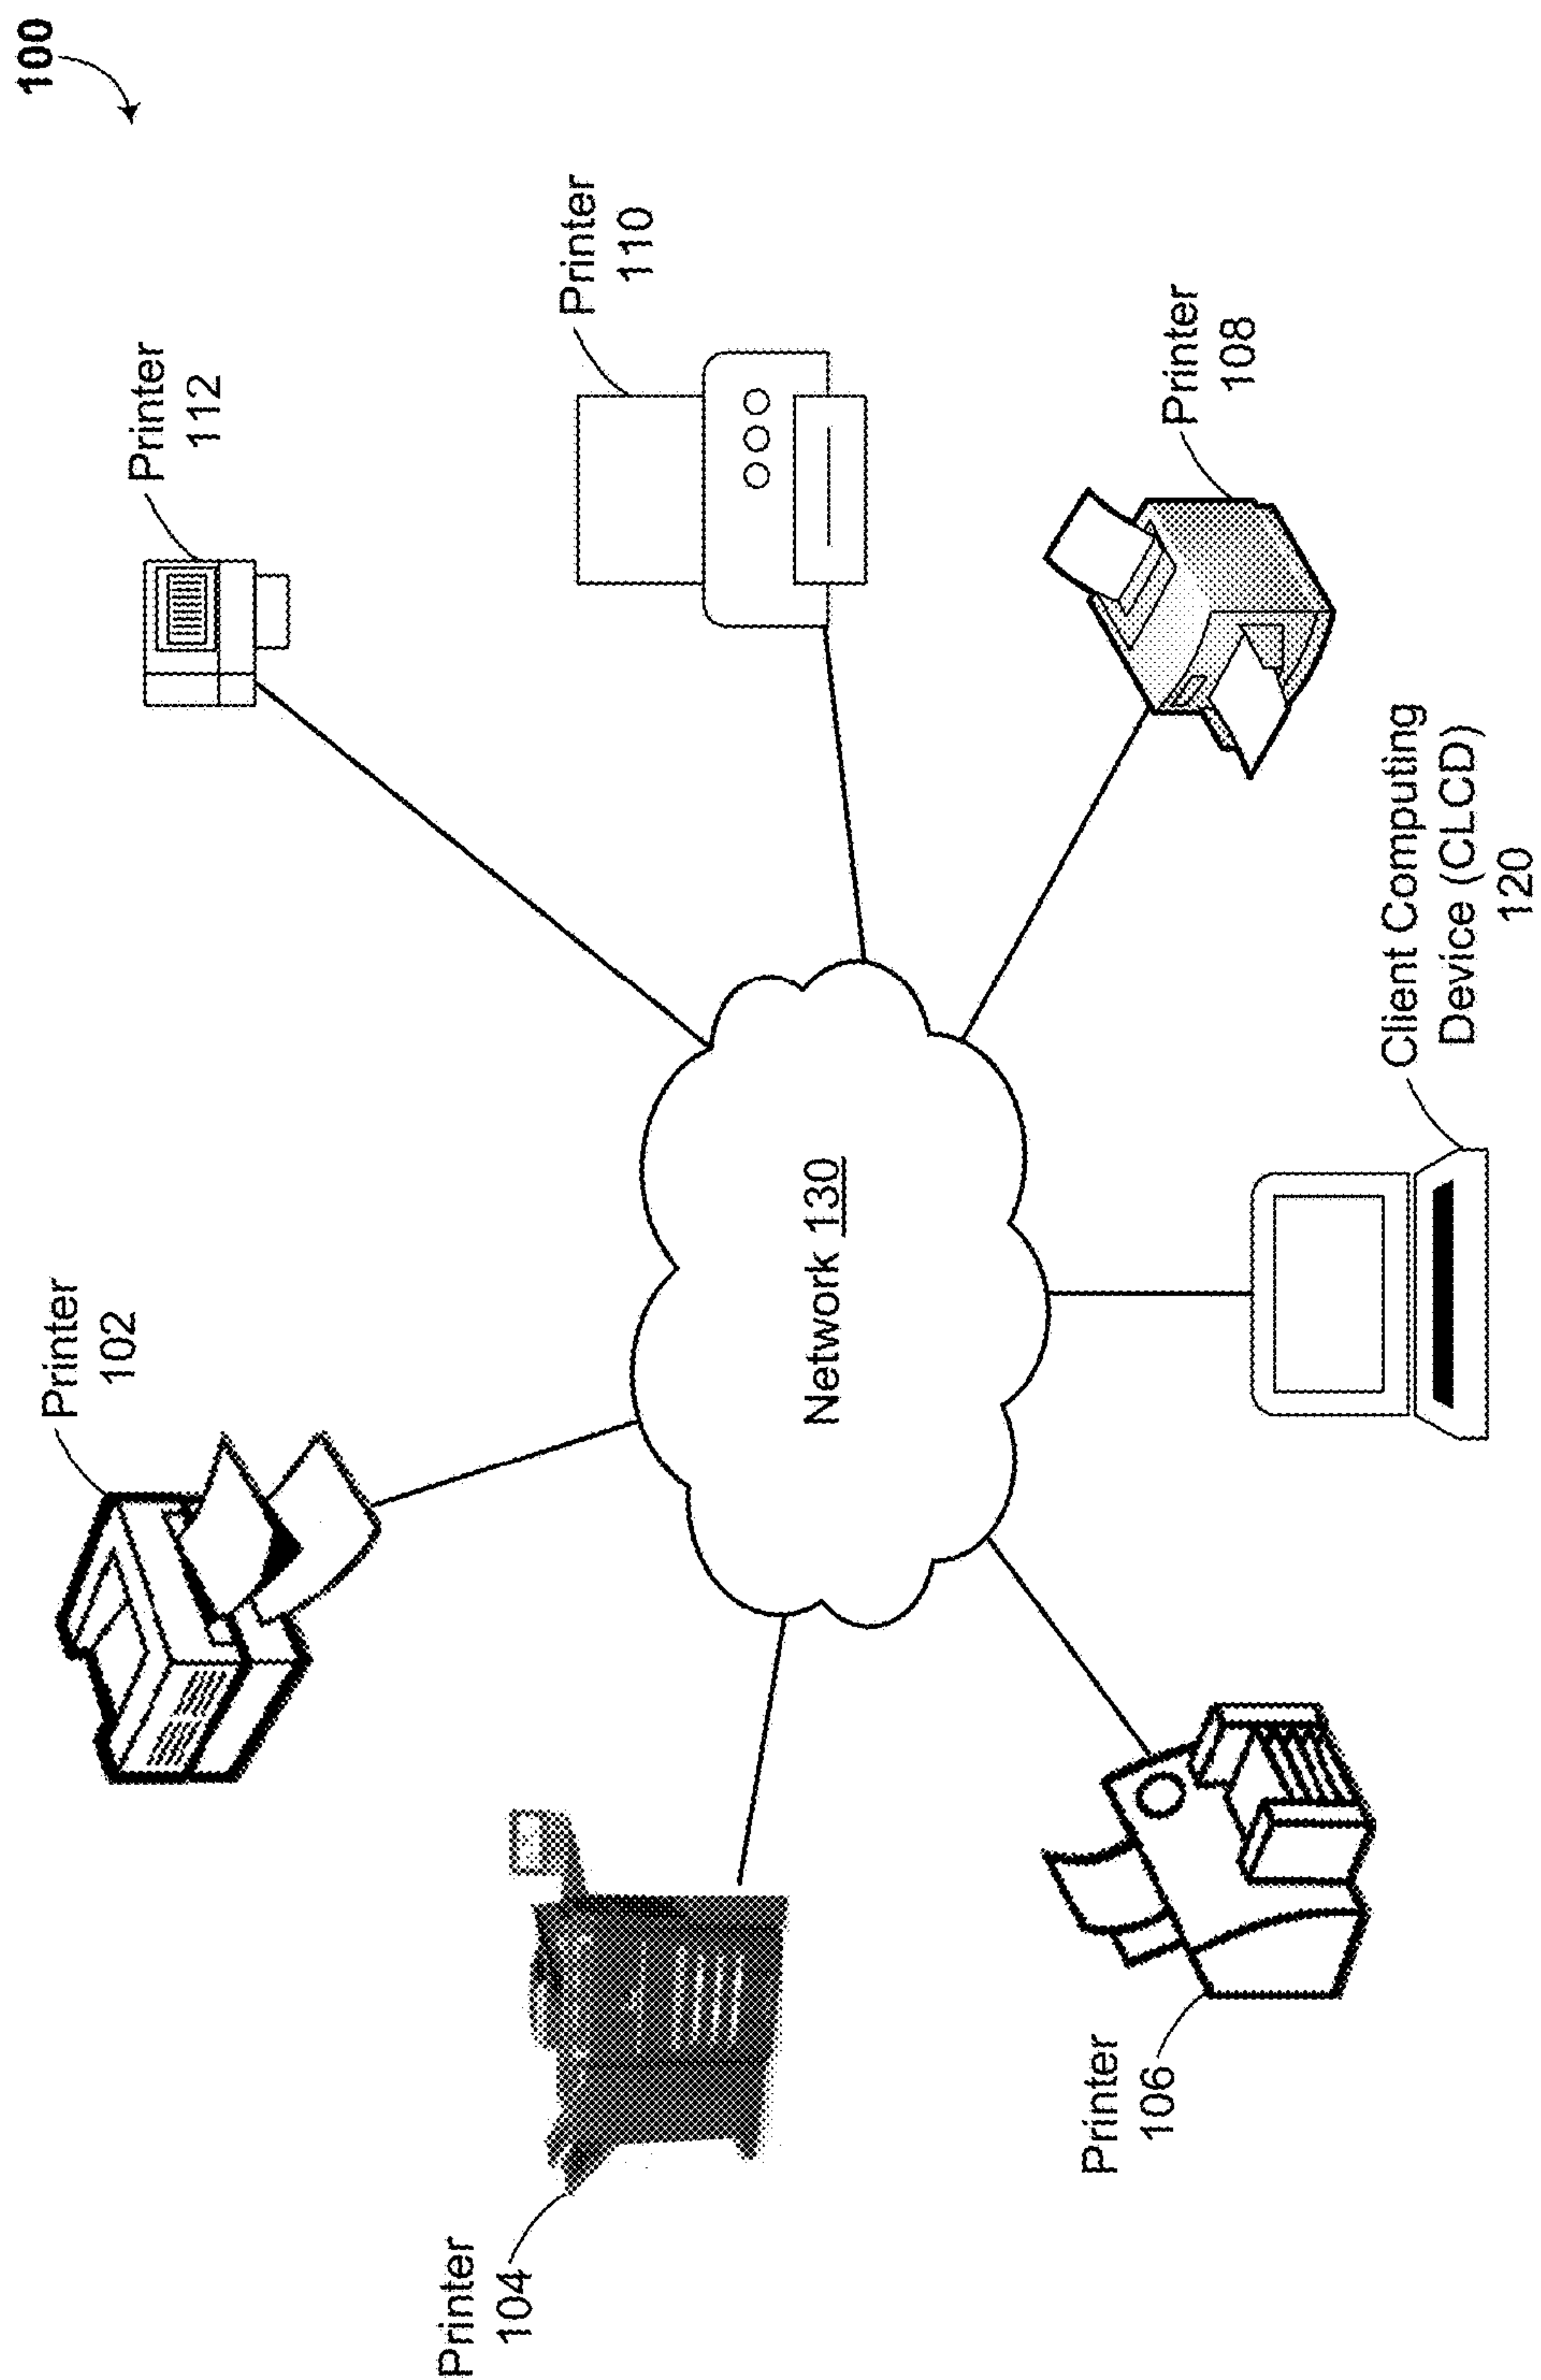 100
Printer
102
Printer
112
Printer
104
Printer
110
Network 130
Printer
106
Printer
108
Client Computing
Device (CLCD)
120